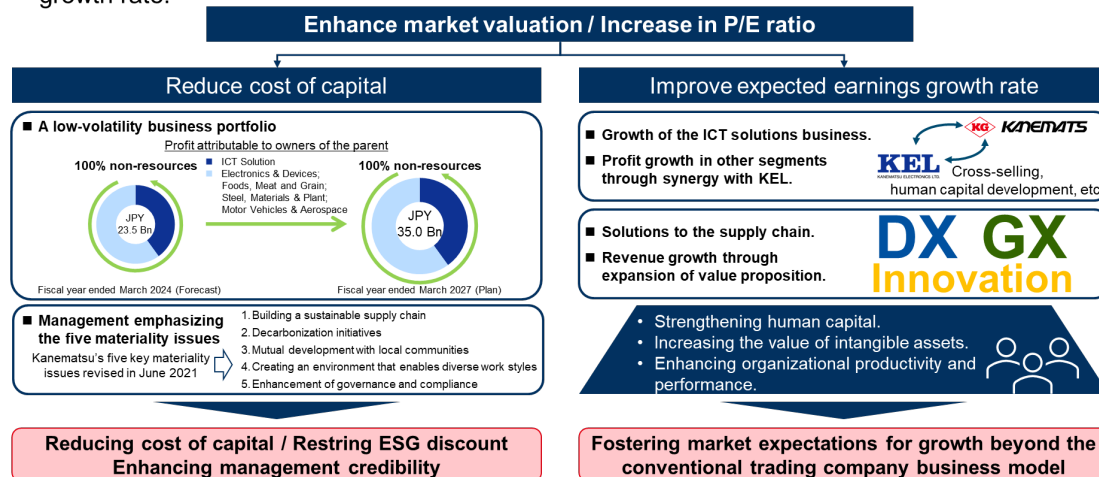 growth rate.
Enhance market valuation / Increase in P/E ratio
Reduce cost of capital
■ A low-volatility business portfolio
Profit attributable to owners of the parent
100% non-resources
■ ICT Solution
■ Electronics & Devices;
Foods, Meat and Grain;
Steel, Materials & Plant;
Motor Vehicles & Aerospace
100% non-resources
JPY
23.5 Bn
JPY
35.0 Bn
Fiscal year ended March 2024 (Forecast)
Fiscal year ended March 2027 (Plan)
■ Management emphasizing
the five materiality issues
Kanematsu's five key materiality
issues revised in June 2021
1. Building a sustainable supply chain
2. Decarbonization initiatives
3. Mutual development with local communities
4. Creating an environment that enables diverse work styles
5. Enhancement of governance and compliance
Reducing cost of capital / Restring ESG discount
Enhancing management credibility
Improve expected earnings growth rate
■ Growth of the ICT solutions business.
■ Profit growth in other segments
through synergy with KEL.
KG KANEMATS
KEL
KANEMATSU ELECTRONICS LTD.
Cross-selling,
human capital development, etc
■ Solutions to the supply chain.
■ Revenue growth through
expansion of value proposition.
DX GX
Innovation
• Strengthening human capital.
• Increasing the value of intangible assets.
• Enhancing organizational productivity and
performance.
Fostering market expectations for growth beyond the
conventional trading company business model